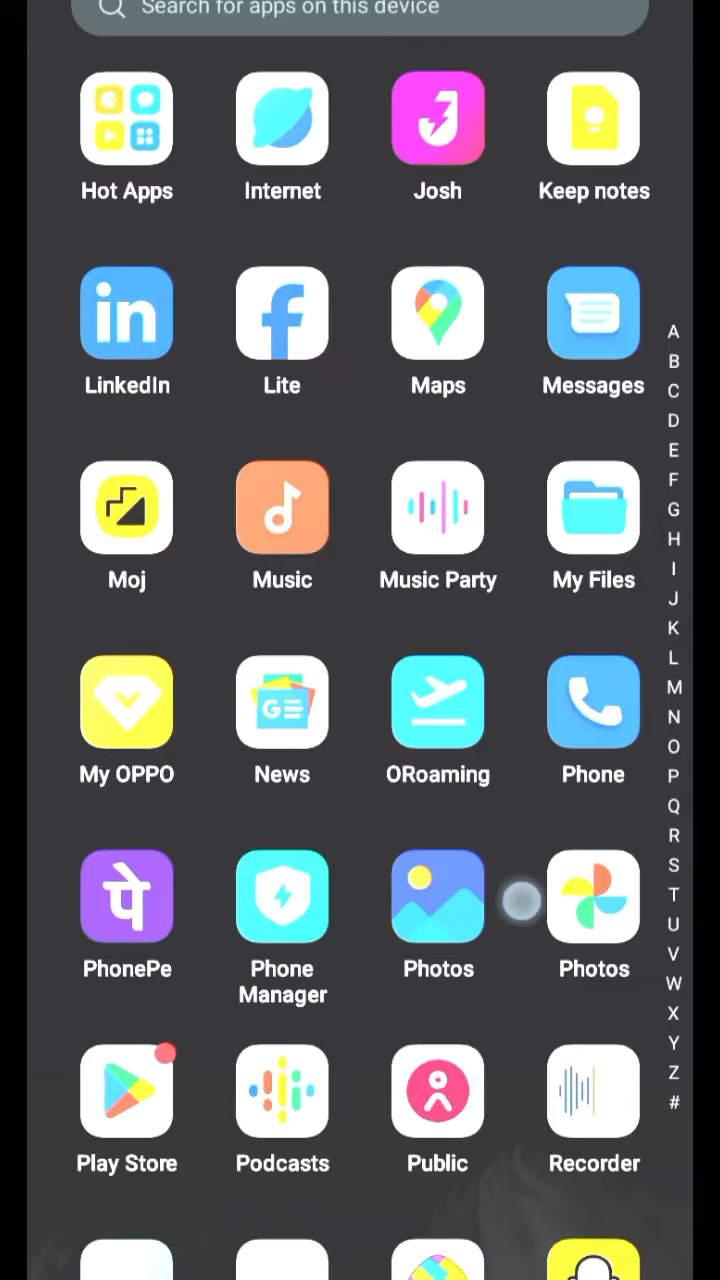 Search for apps on this device
Hot Apps
Internet
Josh
Keep notes
in
LinkedIn
Lite
Maps
Messages
Moj
Music
Music Party
My Files
My OPPO
News
ORoaming
Phone
पे
PhonePe
Phone
Manager
Photos
Photos
Play Store
Podcasts
Public
Recorder
A
B
C
D
E
F
G
H
I
J
K
L
M
N
O
P
Q
R
S
T
U
V
W
X
Y
Z
#